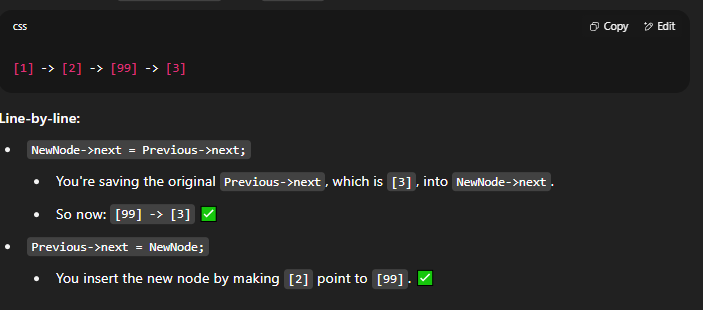 css
Copy
Edit
[1] -> [2] -> [99] -> [3]
Line-by-line:
NewNode->next = Previous->next;
You're saving the original Previous->next, which is [3], into NewNode->next.
So now: [99] -> [3] ✅
Previous->next = NewNode;
You insert the new node by making [2] point to [99]. ✅